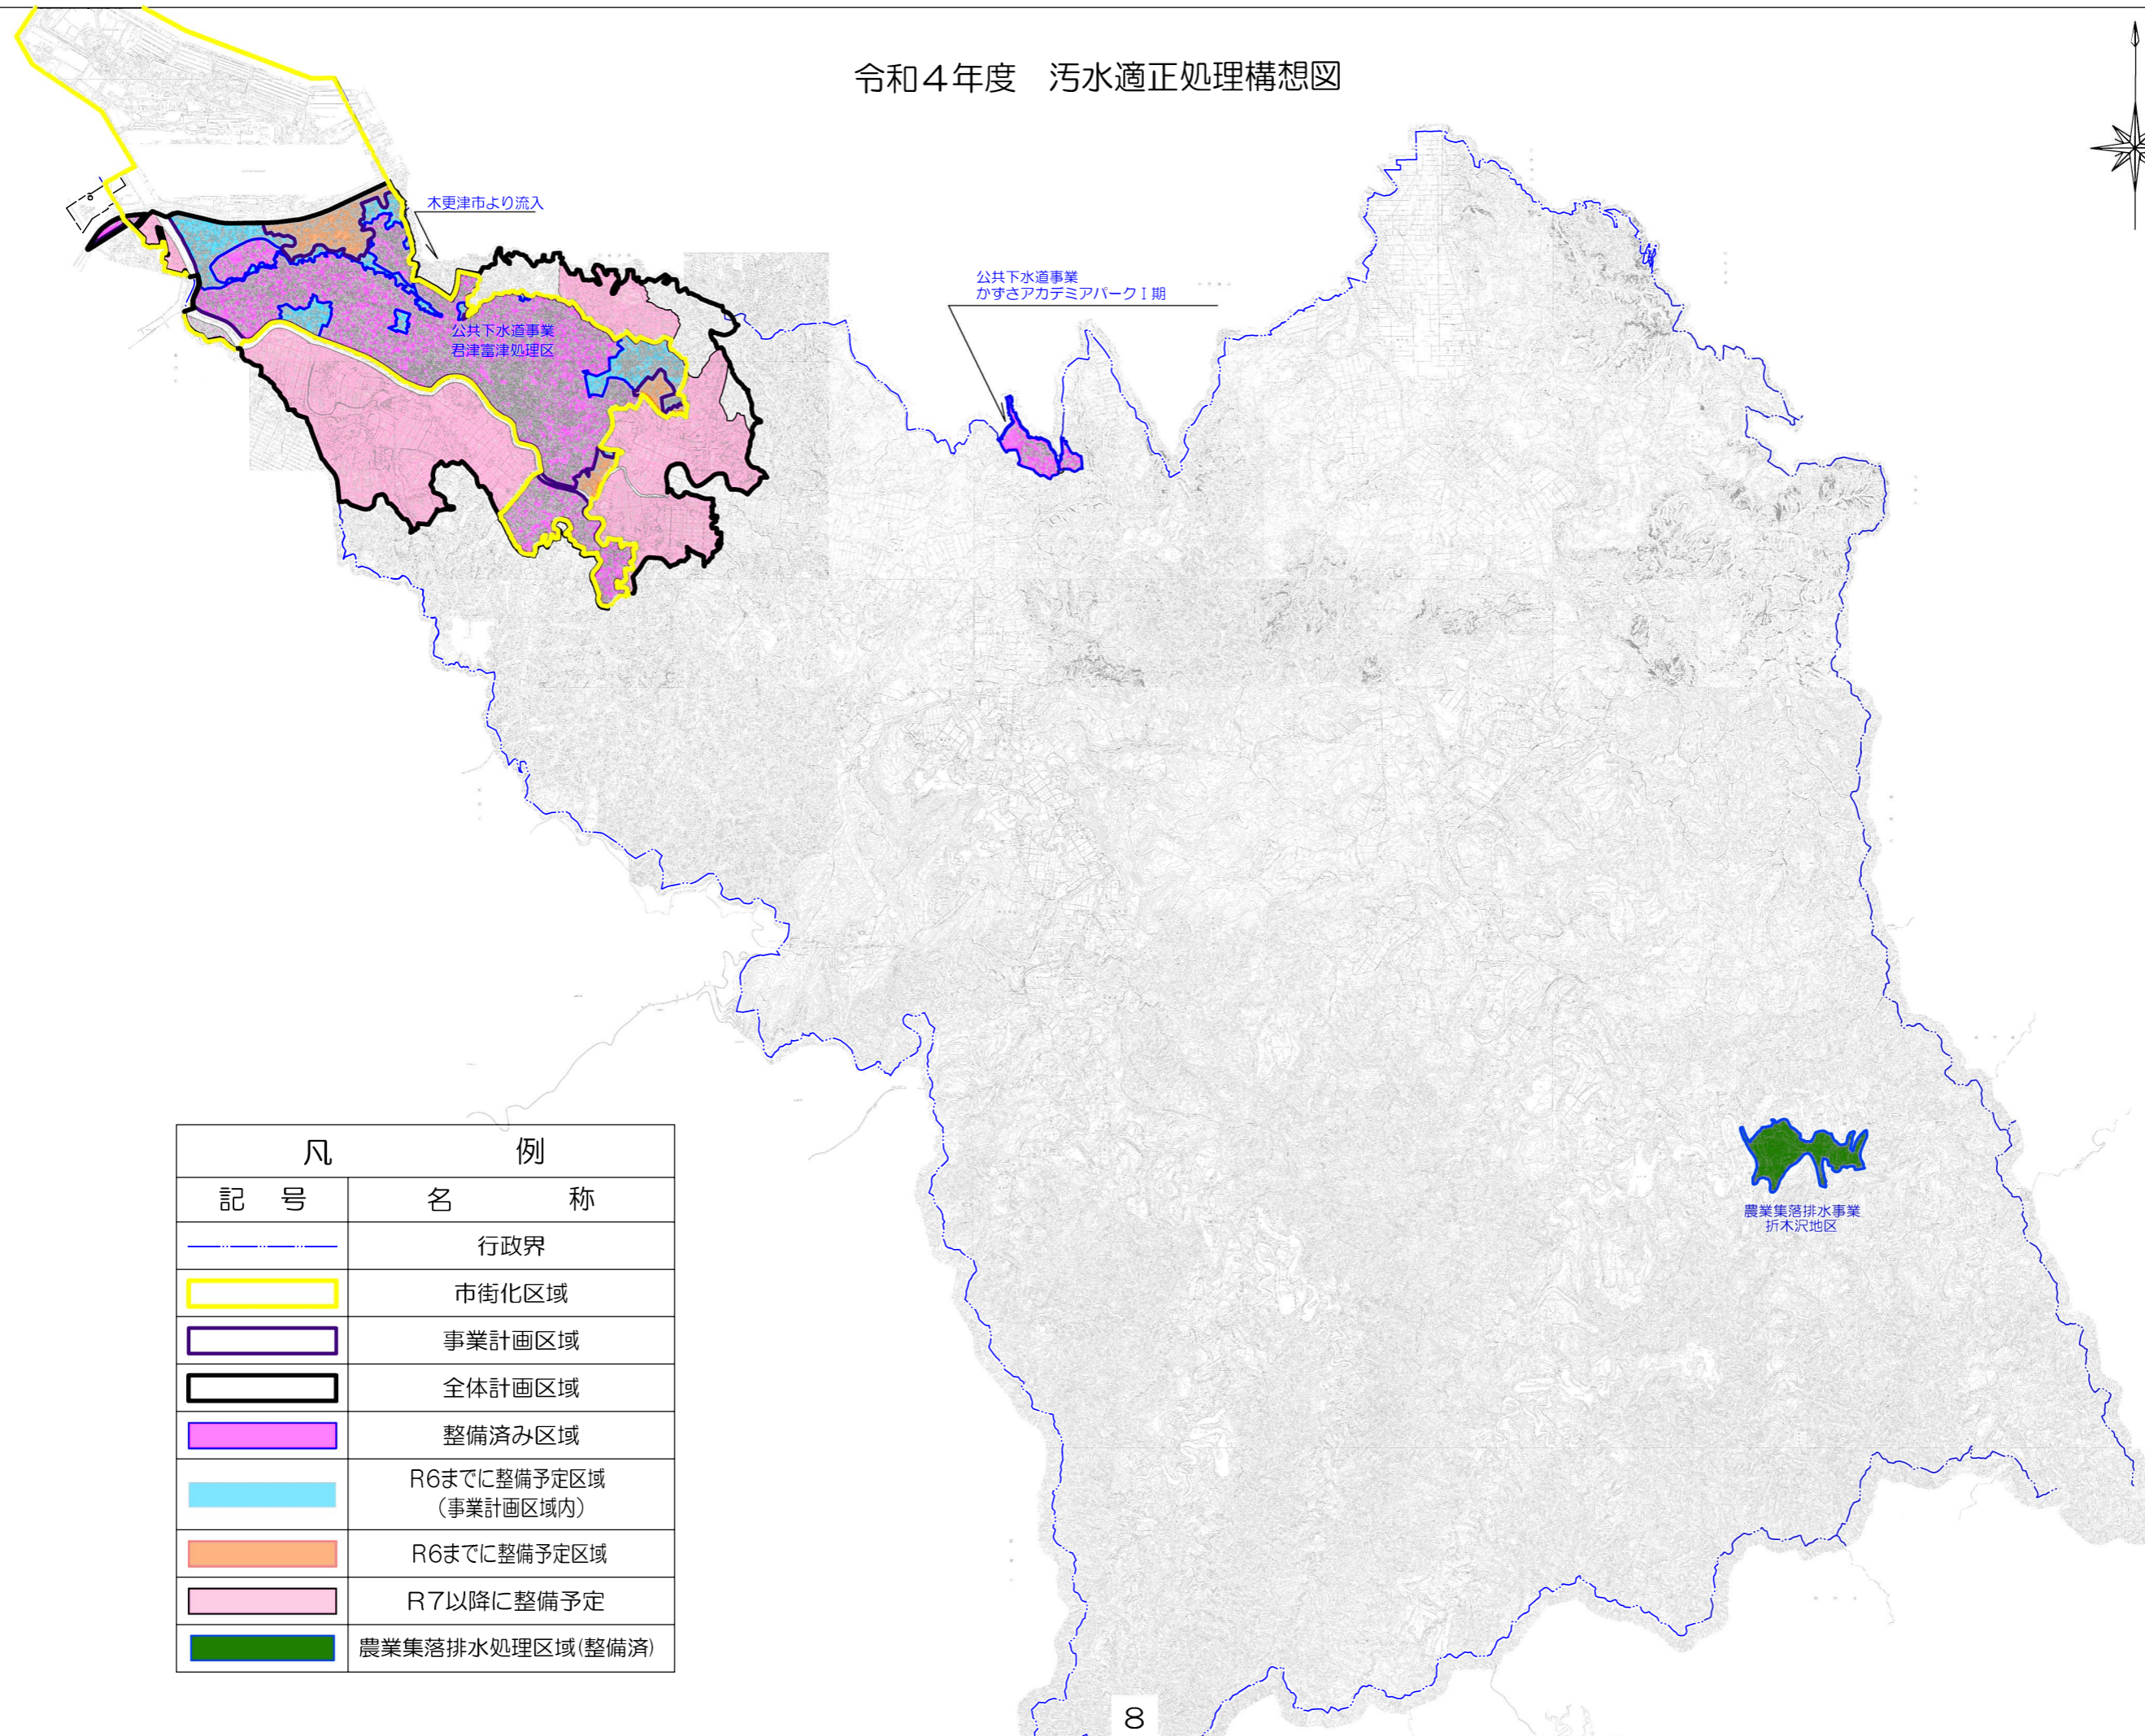 令和４年度　汚水適正処理構想図
木更津市より流入
公共下水道事業
かずさアカデミアパークⅠ期
公共下水道事業
君津富津処理区
農業集落排水事業
折木沢地区
凡　例
記　号　名　称
行政界
市街化区域
事業計画区域
全体計画区域
整備済み区域
R6までに整備予定区域
（事業計画区域内）
R6までに整備予定区域
R7以降に整備予定
農業集落排水処理区域(整備済)
8